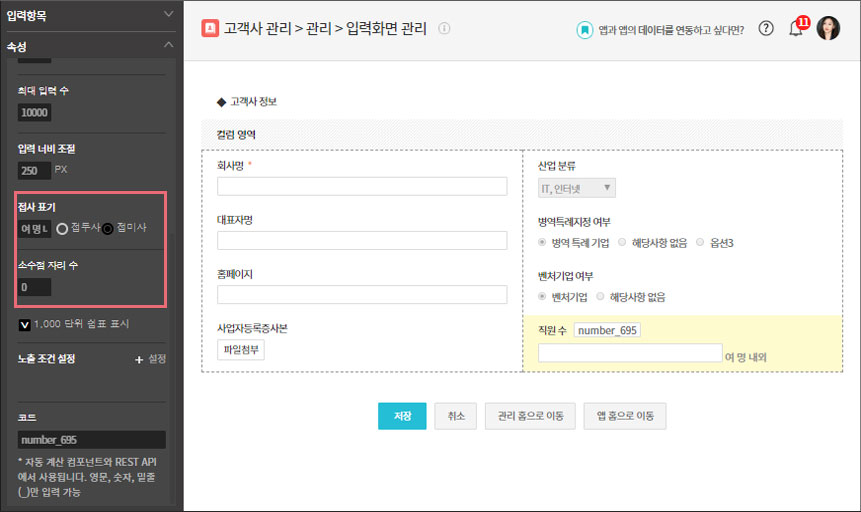 입력항목
속성
최대 입력 수
10000
입력 너비 조절
250 PX
접사 표기
여 명 접두사 접미사
소수점 자리 수
0
1,000 단위 쉼표 표시
노출 조건 설정 + 설정
코드
number_695
* 자동 계산 컴포넌트와 REST API
에서 사용됩니다. 영문, 숫자, 밑줄
(_)만 입력 가능
고객사 관리 > 관리 > 입력화면 관리
앱과 앱의 데이터를 연동하고 싶다면?
11
◆ 고객사 정보
컬럼 영역
회사명 *
대표자명
홈페이지
사업자등록증사본
파일첨부
산업 분류
IT, 인터넷
병역특례지정 여부
병역 특례 기업 해당사항 없음 옵션3
벤처기업 여부
벤처기업 해당사항 없음
직원 수 number_695
여 명 내외
저장 취소 관리 홈으로 이동 앱 홈으로 이동